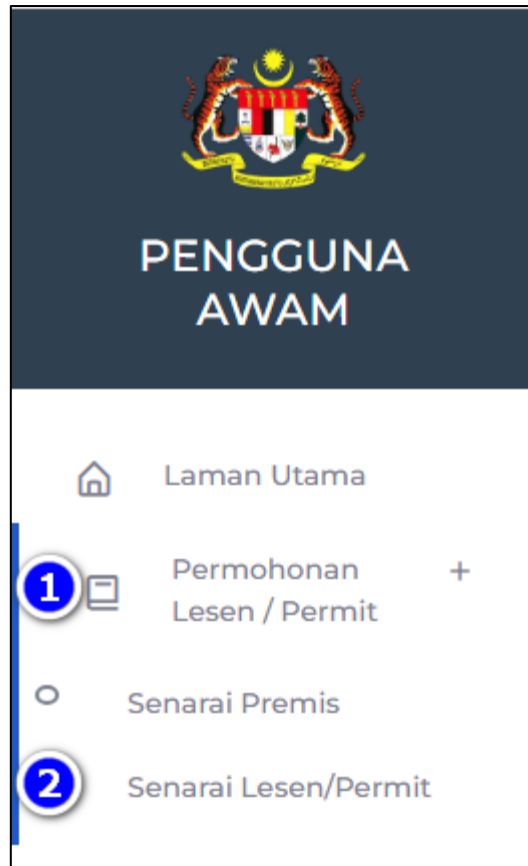 PENGGUNA
AWAM
Laman Utama
1 Permohonan +
Lesen / Permit
Senarai Premis
2 Senarai Lesen/Permit